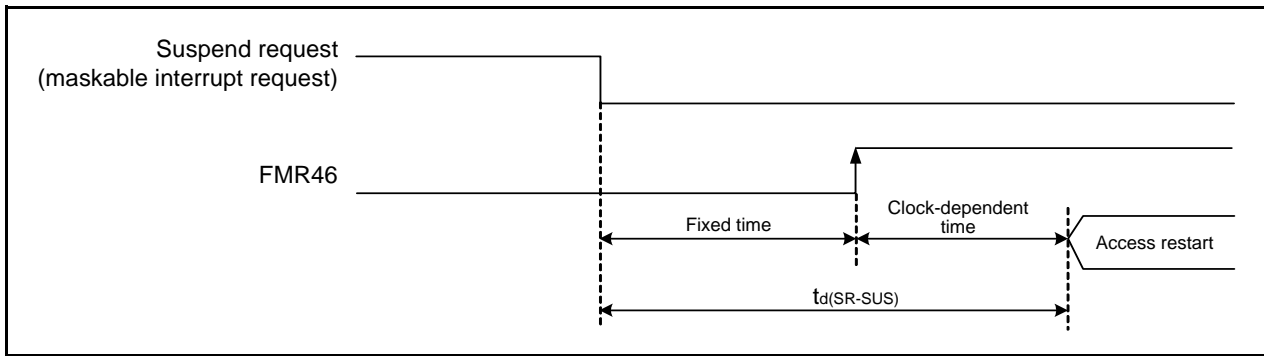 Suspend request
(maskable interrupt request)
FMR46
Fixed time
Clock-dependent
time
Access restart
td(SR-SUS)